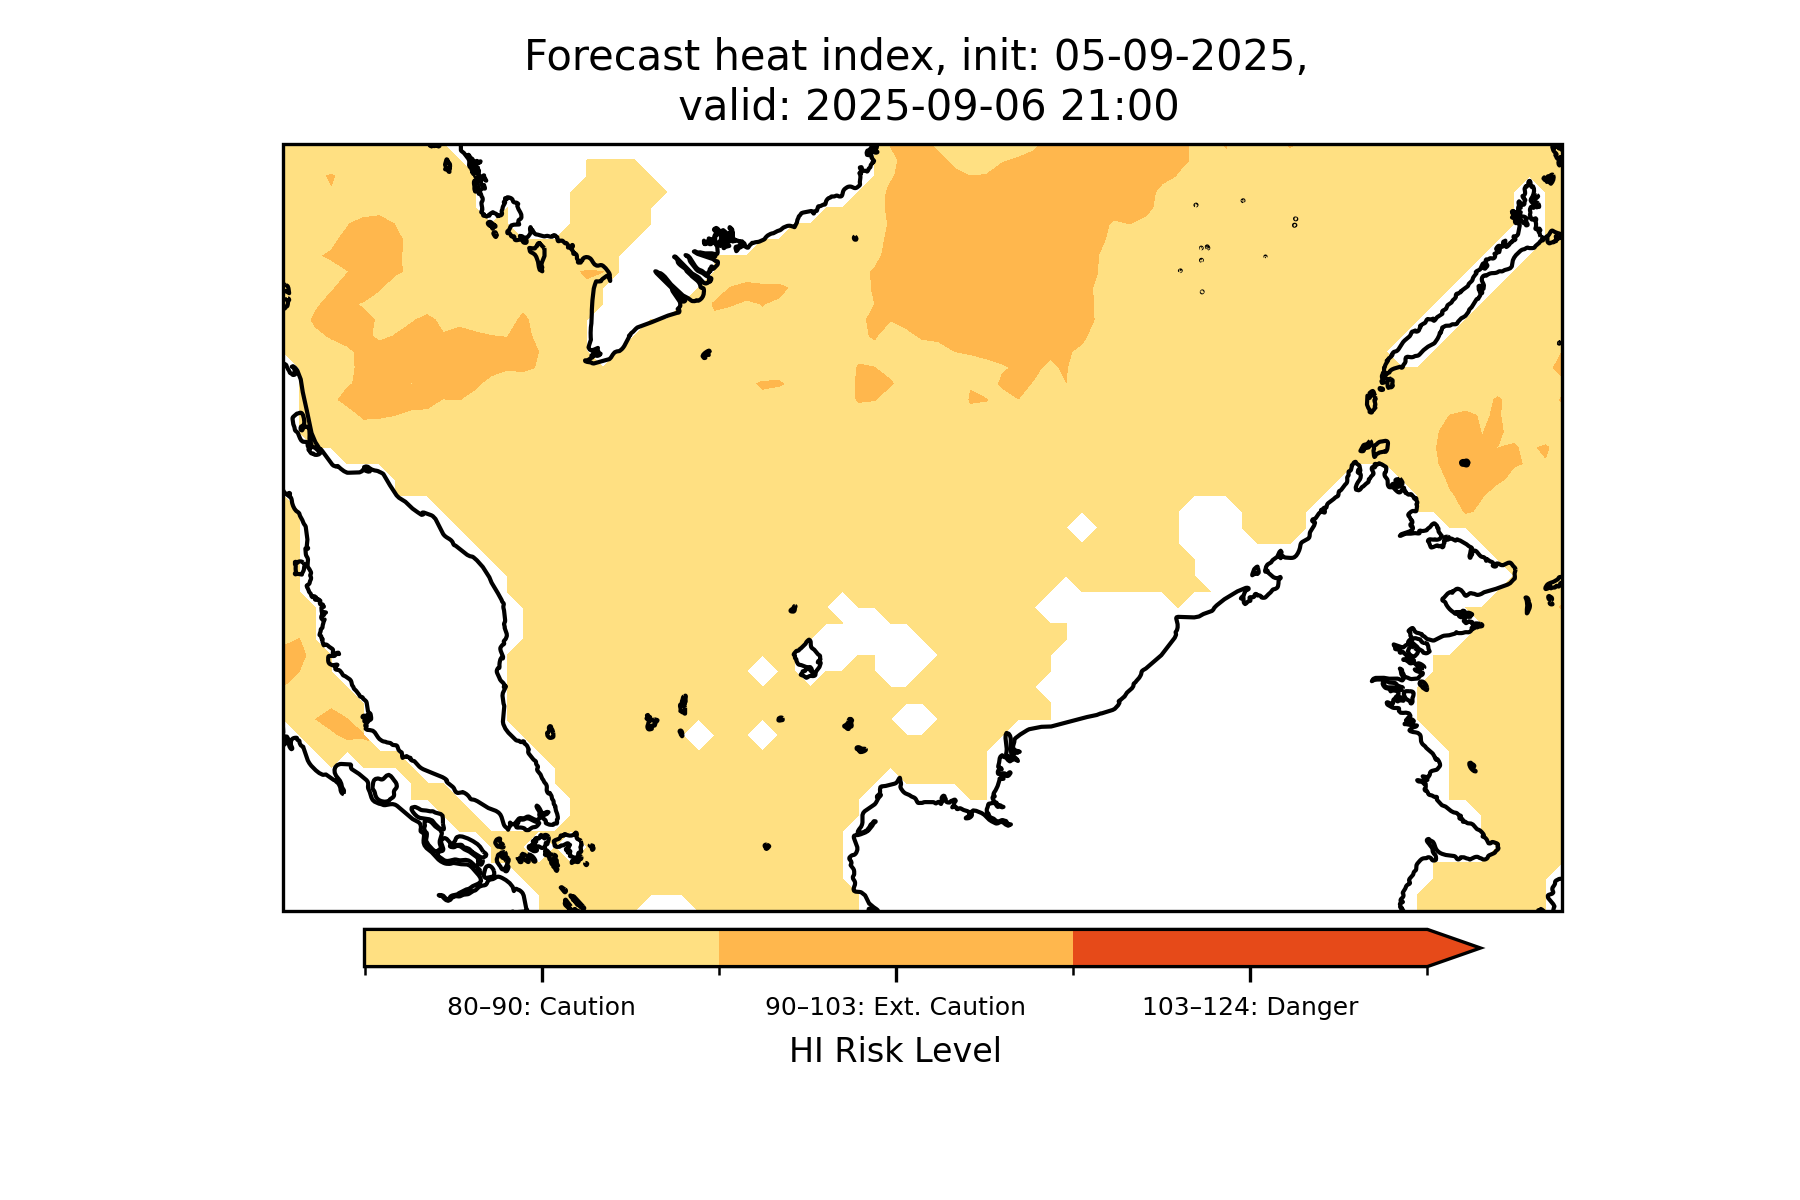 Forecast heat index, init: 05-09-2025,
valid: 2025-09-06 21:00
80–90: Caution
90–103: Ext. Caution
103–124: Danger
HI Risk Level